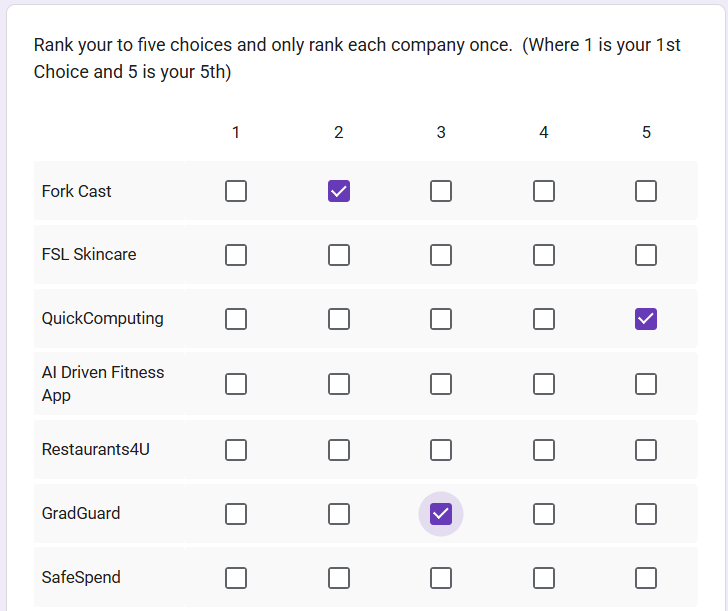 Rank your to five choices and only rank each company once.  (Where 1 is your 1st
Choice and 5 is your 5th)
1 2 3 4 5
Fork Cast
FSL Skincare
QuickComputing
AI Driven Fitness
App
Restaurants4U
GradGuard
SafeSpend